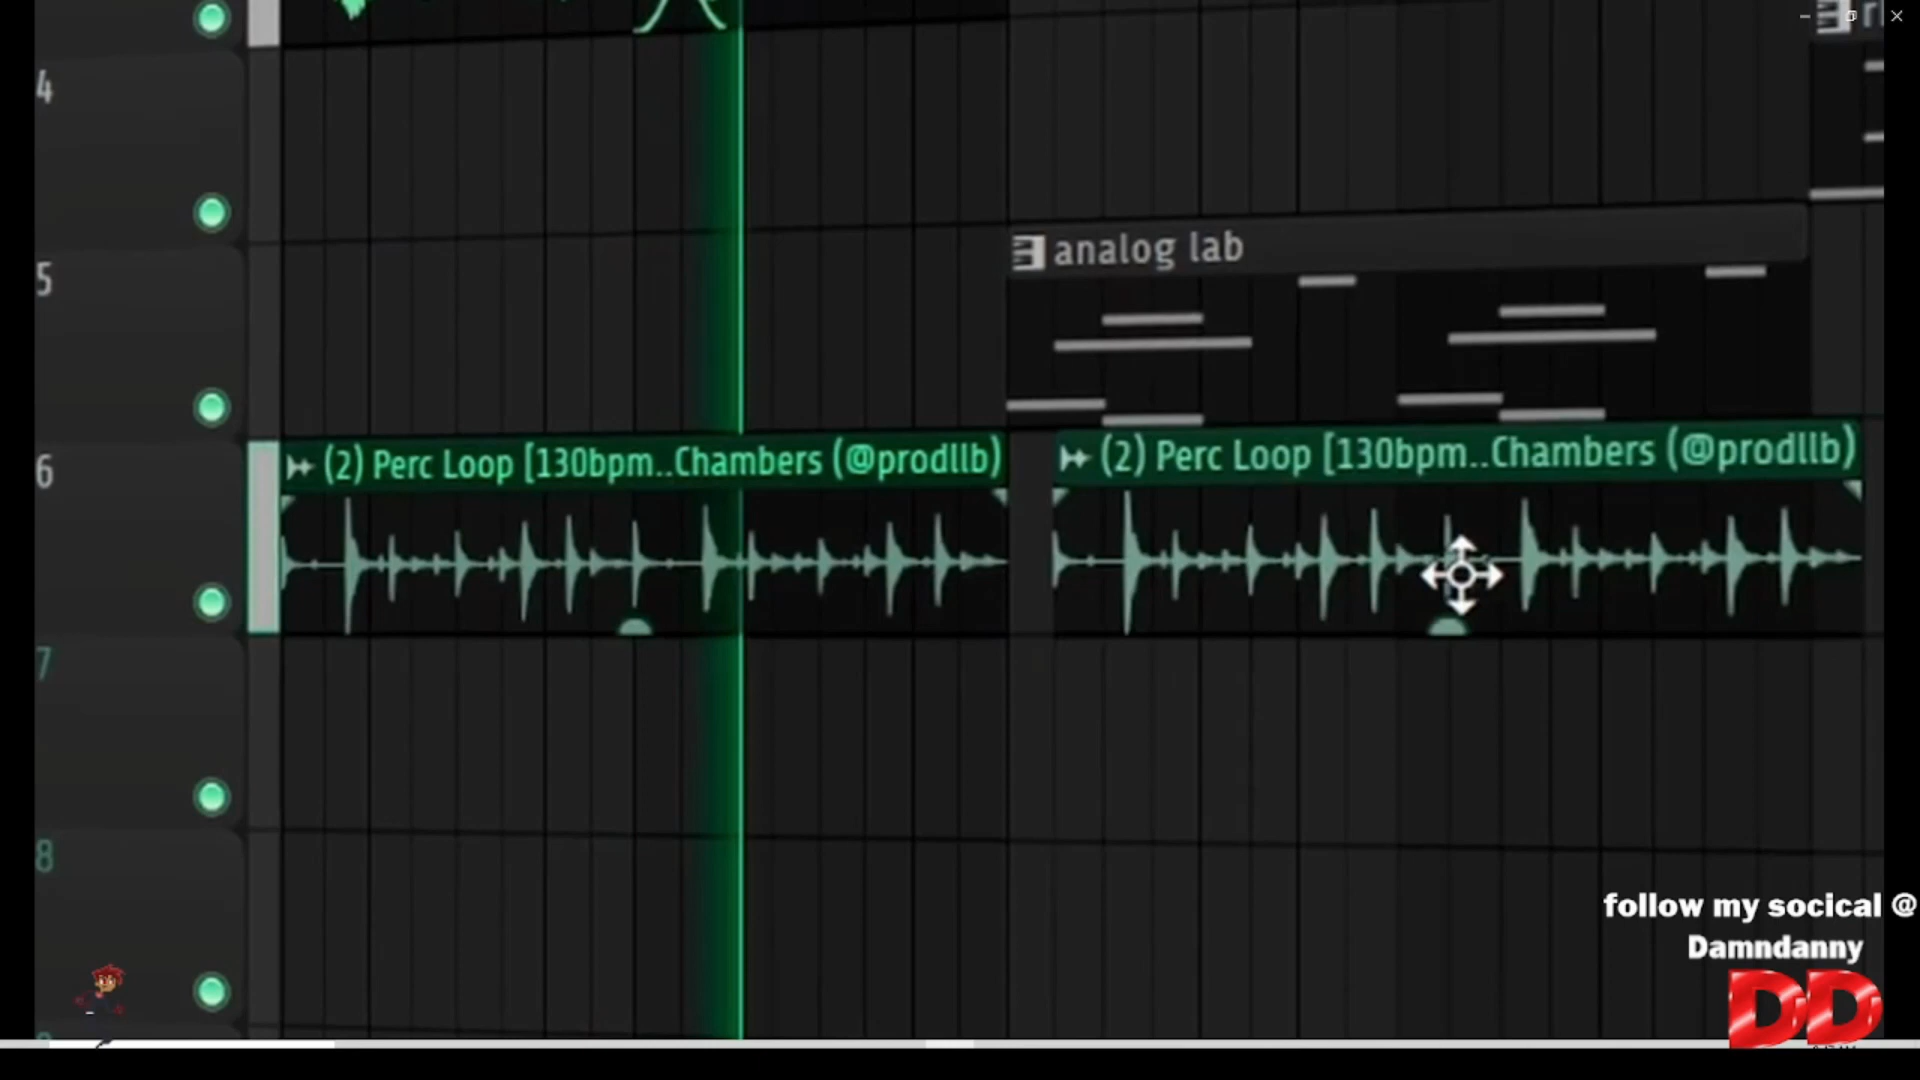 4
5
analog lab
6
(2) Perc Loop [130bpm..Chambers (@prodllb)
(2) Perc Loop [130bpm..Chambers (@prodllb)
7
8
follow my socical @
Damndanny
DD